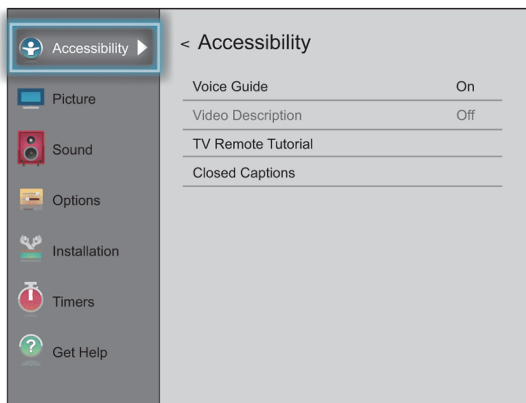 Accessibility
Picture
Sound
Options
Installation
Timers
? Get Help
< Accessibility
Voice Guide On
Video Description Off
TV Remote Tutorial
Closed Captions